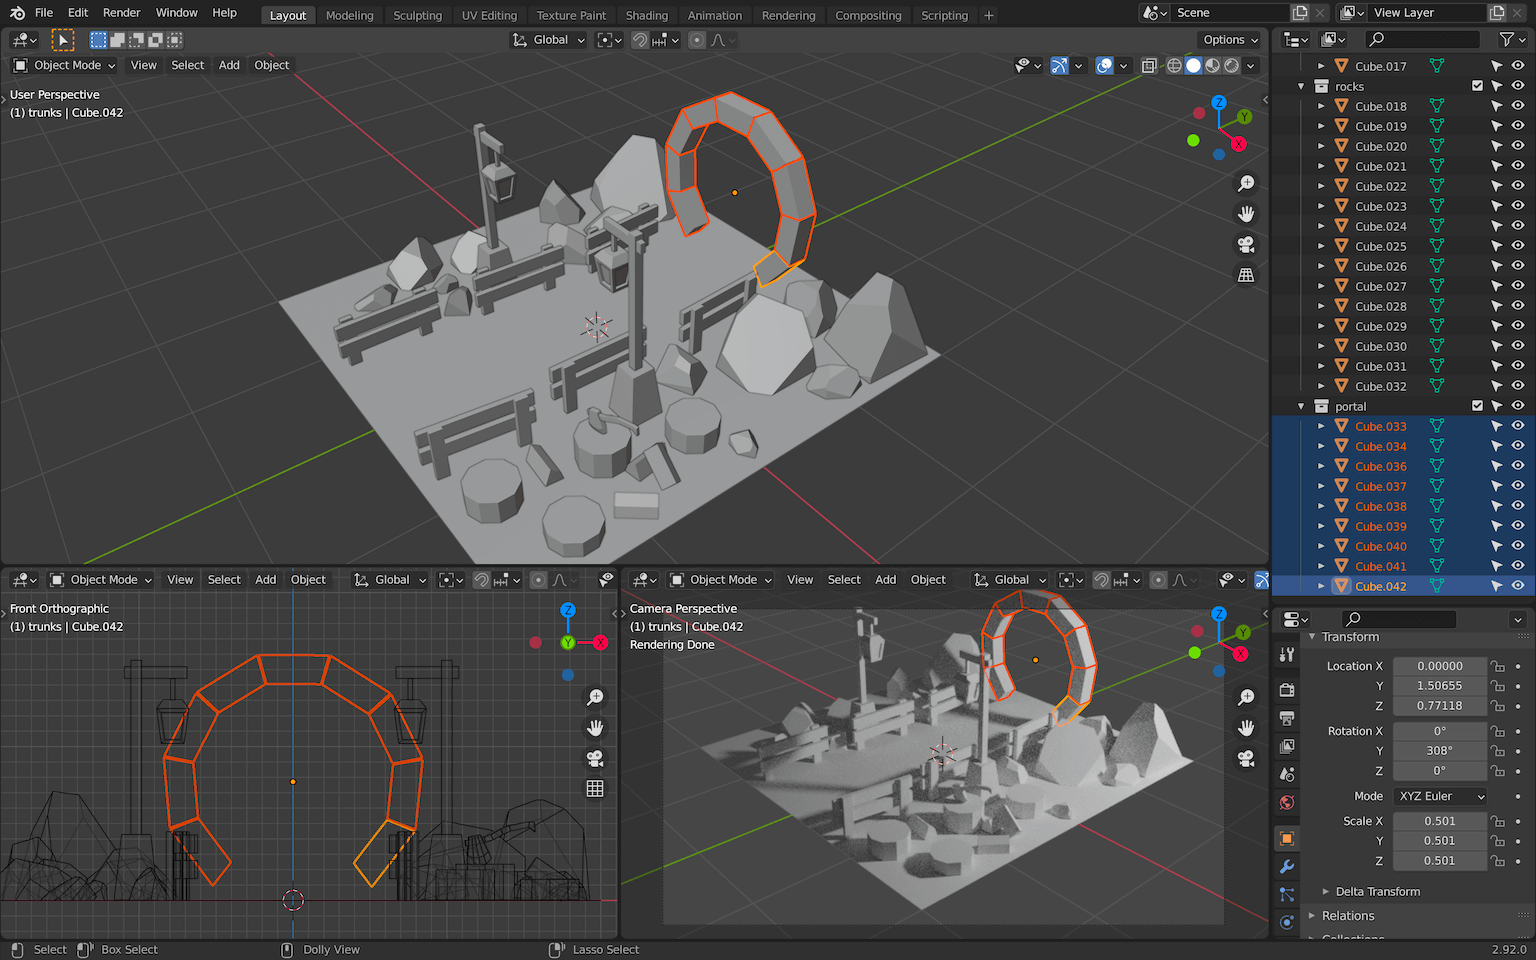 File Edit Render Window Help Layout Modeling Sculpting UV Editing Texture Paint Shading Animation Rendering Compositing Scripting + Scene View Layer
Global Options
Object Mode View Select Add Object
User Perspective
(1) trunks | Cube.042
Z
Y
X
Cube.017
rocks
Cube.018
Cube.019
Cube.020
Cube.021
Cube.022
Cube.023
Cube.024
Cube.025
Cube.026
Cube.027
Cube.028
Cube.029
Cube.030
Cube.031
Cube.032
portal
Cube.033
Cube.034
Cube.036
Cube.037
Cube.038
Cube.039
Cube.040
Cube.041
Cube.042
Object Mode View Select Add Object Global
Front Orthographic
(1) trunks | Cube.042
Z
Y X
Object Mode View Select Add Object Global
Camera Perspective
(1) trunks | Cube.042
Rendering Done
Z
Y
X
Transform
Location X 0.00000
Y 1.50655
Z 0.77118
Rotation X 0°
Y 308°
Z 0°
Mode XYZ Euler
Scale X 0.501
Y 0.501
Z 0.501
Delta Transform
Relations
Collections
Select Box Select Dolly View Lasso Select 2.92.0